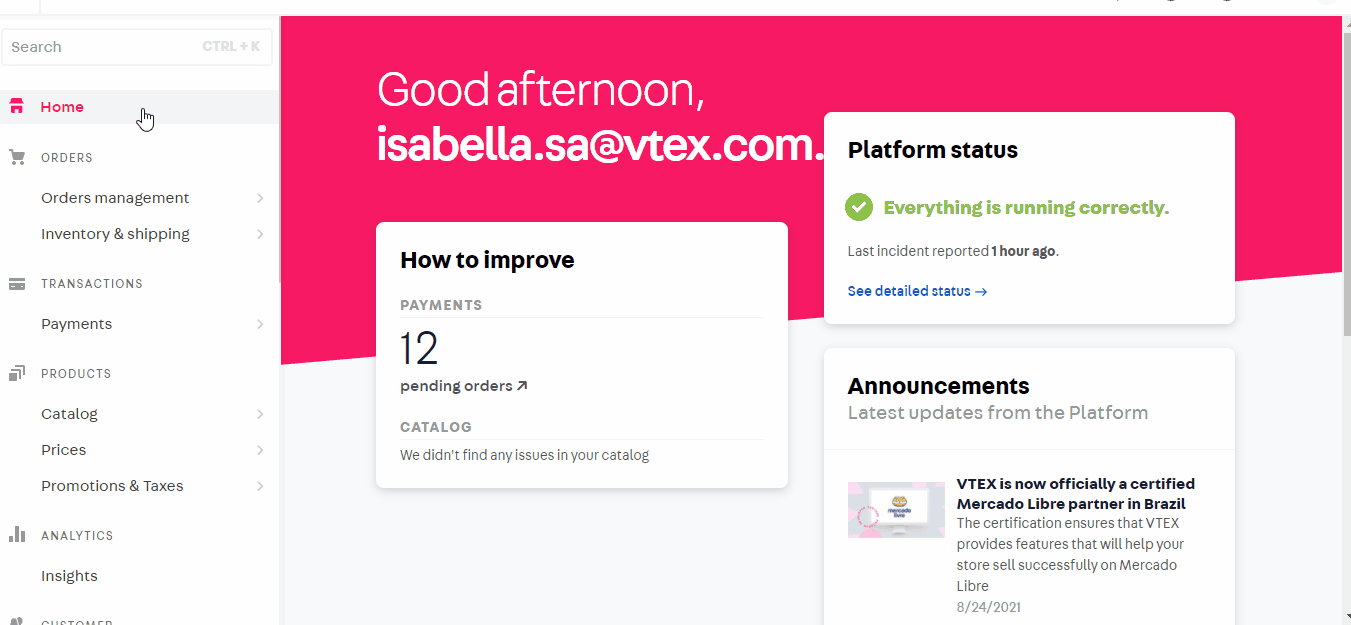 Search CTRL + K
Home
ORDERS
Orders management
Inventory & shipping
TRANSACTIONS
Payments
PRODUCTS
Catalog
Prices
Promotions & Taxes
ANALYTICS
Insights
CUSTOMER
Good afternoon,
isabella.sa@vtex.com.
How to improve
PAYMENTS
12
pending orders ↗
CATALOG
We didn't find any issues in your catalog
Platform status
Everything is running correctly.
Last incident reported 1 hour ago.
See detailed status →
Announcements
Latest updates from the Platform
mercado
livre
VTEX is now officially a certified
Mercado Libre partner in Brazil
The certification ensures that VTEX
provides features that will help your
store sell successfully on Mercado
Libre
8/24/2021